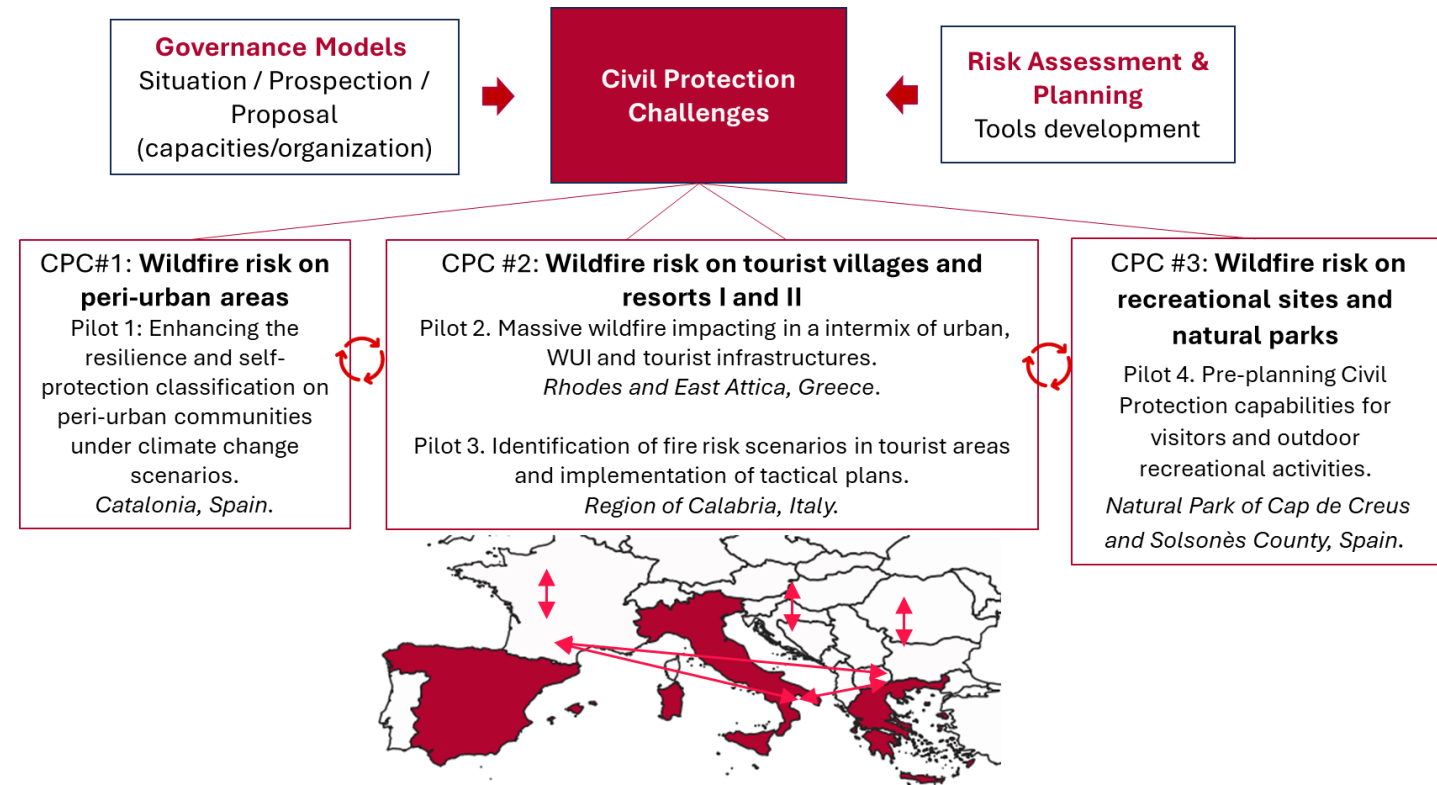 Governance Models
Situation / Prospection /
Proposal
(capacities/organization)
Civil Protection
Challenges
Risk Assessment &
Planning
Tools development
CPC#1: Wildfire risk on
peri-urban areas
Pilot 1: Enhancing the
resilience and self-
protection classification on
peri-urban communities
under climate change
scenarios.
Catalonia, Spain.
CPC #2: Wildfire risk on tourist villages and
resorts I and II
Pilot 2. Massive wildfire impacting in a intermix of urban,
WUI and tourist infrastructures.
Rhodes and East Attica, Greece.
Pilot 3. Identification of fire risk scenarios in tourist areas
and implementation of tactical plans.
Region of Calabria, Italy.
CPC #3: Wildfire risk on
recreational sites and
natural parks
Pilot 4. Pre-planning Civil
Protection capabilities for
visitors and outdoor
recreational activities.
Natural Park of Cap de Creus
and Solsonès County, Spain.